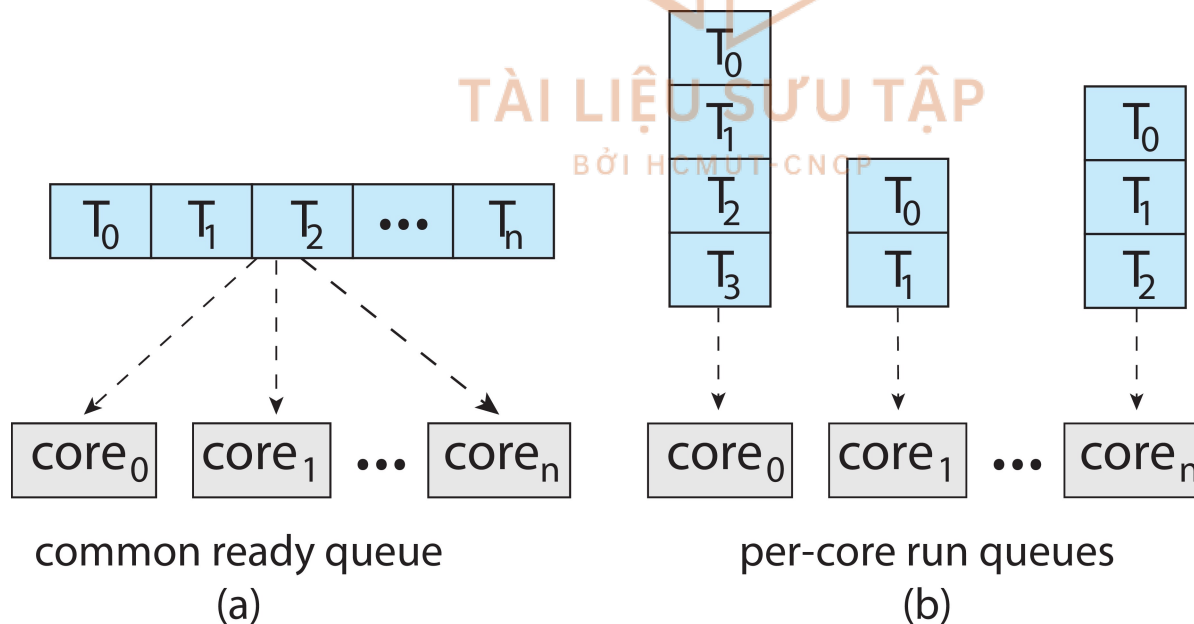 TÀI LIỆU SƯU TẬP
BỞI HCMUT-CNCP
T0 T1 T2 ••• Tn
core0 core1 ••• coren
common ready queue
(a)
T0
T1
T2
T3
T0
T1
T0
T1
T2
core0 core1 ••• coren
per-core run queues
(b)